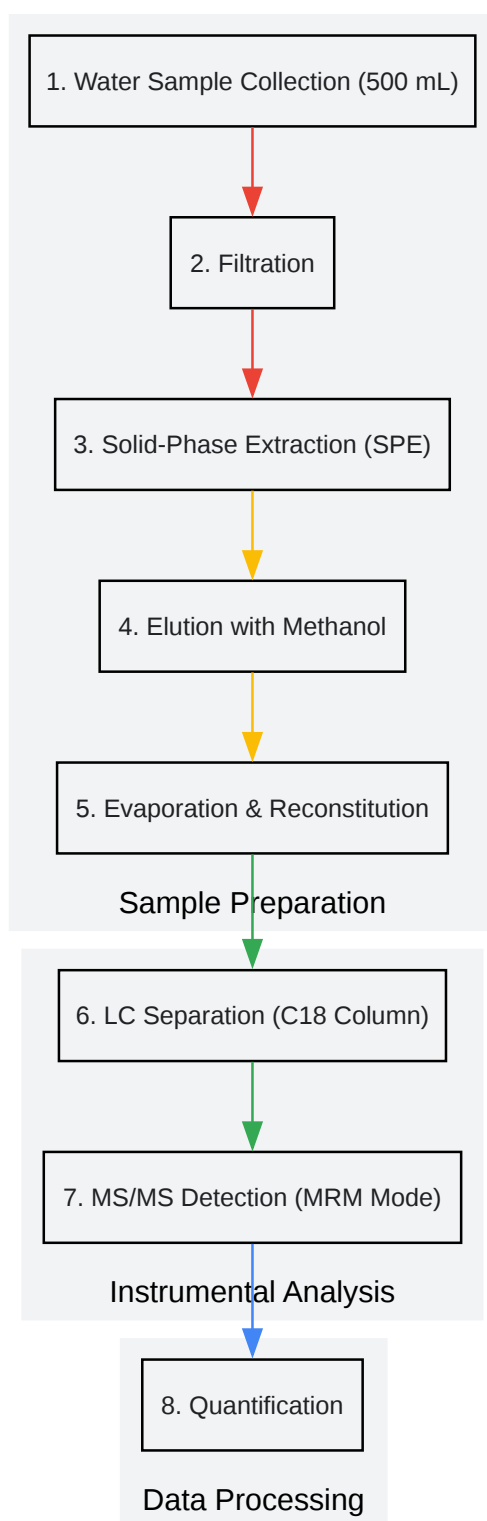 1. Water Sample Collection (500 mL)
2. Filtration
3. Solid-Phase Extraction (SPE)
4. Elution with Methanol
5. Evaporation & Reconstitution
Sample Preparation
6. LC Separation (C18 Column)
7. MS/MS Detection (MRM Mode)
Instrumental Analysis
8. Quantification
Data Processing